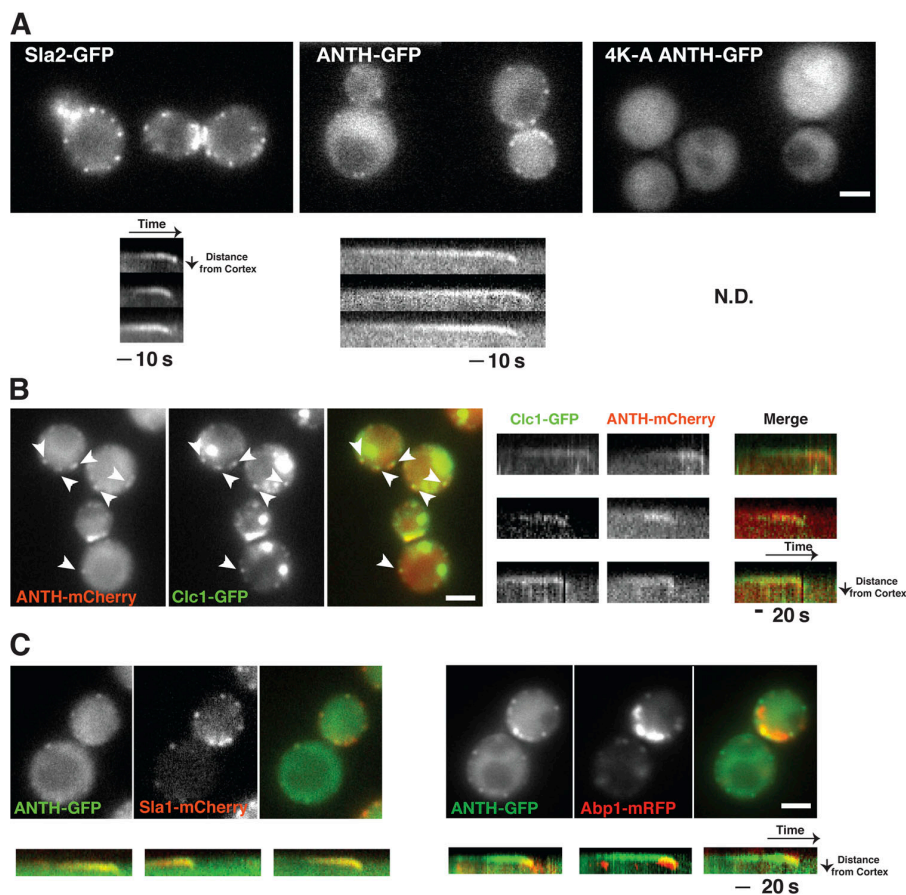 A
Sla2-GFP
ANTH-GFP
4K-A ANTH-GFP
Time
Distance
from Cortex
10 s
10 s
N.D.
B
ANTH-mCherry
Clc1-GFP
Clc1-GFP
ANTH-mCherry
Merge
Time
Distance
from Cortex
20 s
C
ANTH-GFP
Sla1-mCherry
ANTH-GFP
Abp1-mRFP
Time
Distance
from Cortex
20 s